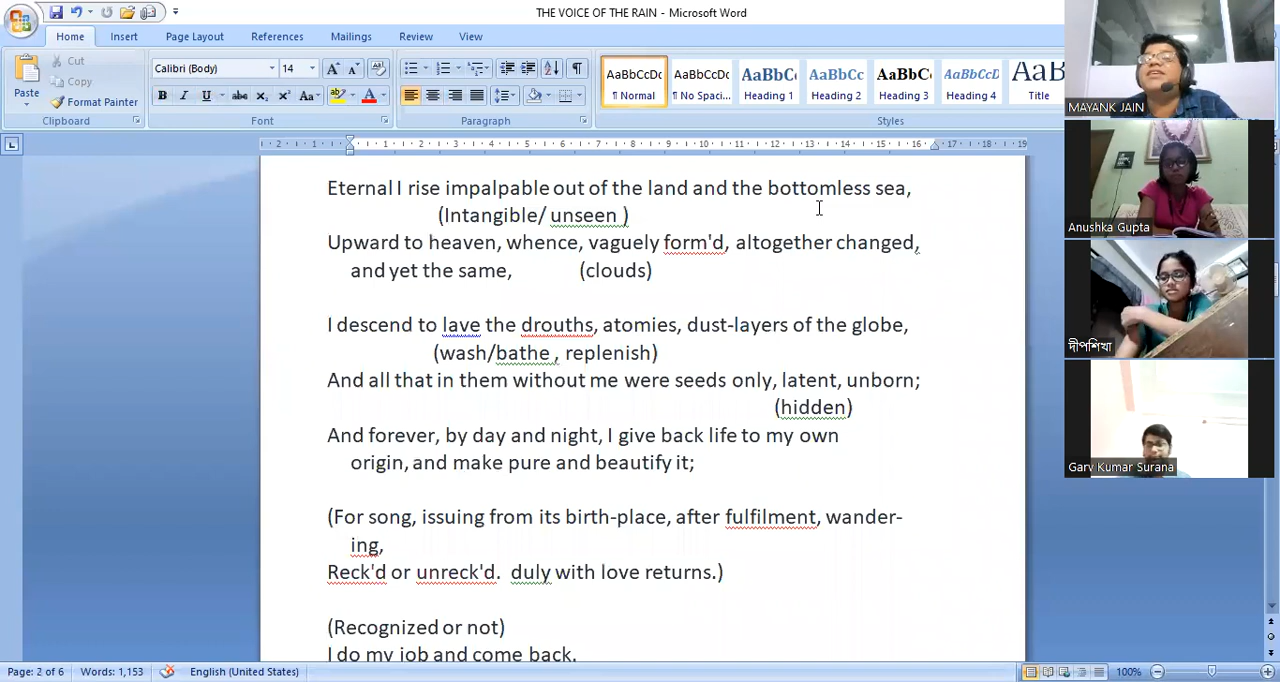 THE VOICE OF THE RAIN - Microsoft Word
Home Insert Page Layout References Mailings Review View
Cut
Calibri (Body) 14
Copy
Paste
Format Painter
AaBbCcDc AaBbCcDc AaBbCc AaBbCc AaBbCc AaBbCcD AaB
¶ Normal ¶ No Spaci... Heading 1 Heading 2 Heading 3 Heading 4 Title
Clipboard Font Paragraph Styles
Eternal I rise impalpable out of the land and the bottomless sea,
(Intangible/ unseen )
Upward to heaven, whence, vaguely form'd, altogether changed,
and yet the same, (clouds)
I descend to lave the drouths, atomies, dust-layers of the globe,
(wash/bathe , replenish)
And all that in them without me were seeds only, latent, unborn;
(hidden)
And forever, by day and night, I give back life to my own
origin, and make pure and beautify it;
(For song, issuing from its birth-place, after fulfilment, wander-
ing,
Reck'd or unreck'd. duly with love returns.)
(Recognized or not)
I do my job and come back.
MAYANK JAIN
Anushka Gupta
দীপশিখা
Garv Kumar Surana
Page: 2 of 6 Words: 1,153 English (United States) 100%